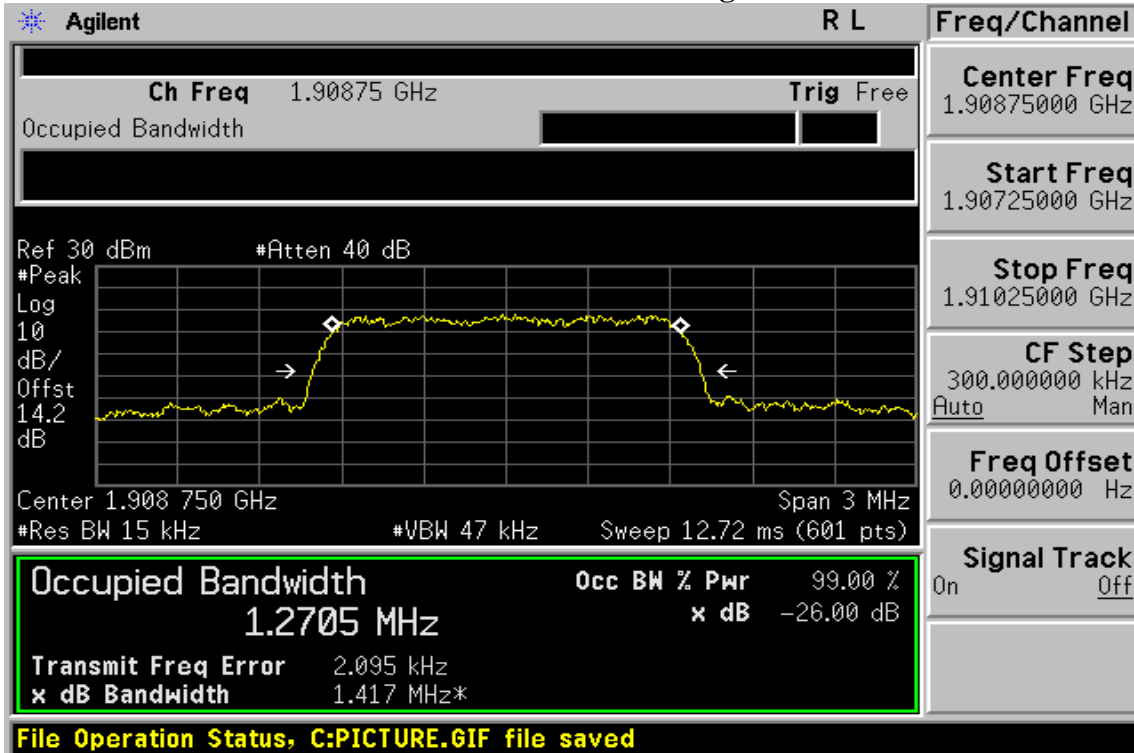 Agilent
R L
Freq/Channel
Ch Freq 1.90875 GHz
Trig Free
Occupied Bandwidth
Center Freq
1.90875000 GHz
Start Freq
1.90725000 GHz
Stop Freq
1.91025000 GHz
CF Step
300.000000 kHz
Auto Man
Freq Offset
0.00000000 Hz
Signal Track
On Off
Ref 30 dBm #Atten 40 dB
#Peak
Log
10
dB/
Offst
14.2
dB
Center 1.908 750 GHz Span 3 MHz
#Res BW 15 kHz #VBW 47 kHz Sweep 12.72 ms (601 pts)
Occupied Bandwidth
1.2705 MHz
Occ BW % Pwr 99.00 %
x dB -26.00 dB
Transmit Freq Error 2.095 kHz
x dB Bandwidth 1.417 MHz*
File Operation Status, C:PICTURE.GIF file saved